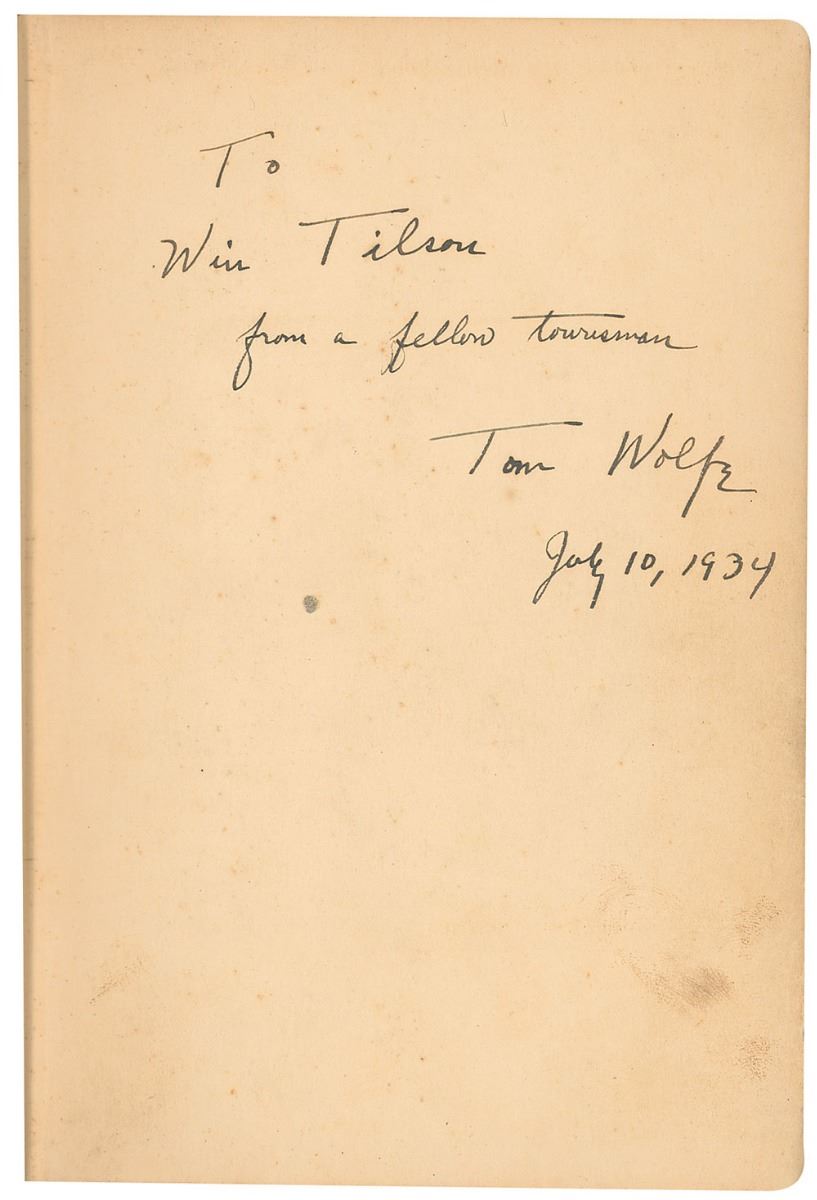 To
Win Tilson
from a fellow townsman
Tom Wolfe
July 10, 1934